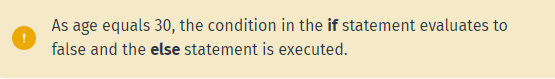 As age equals 30, the condition in the if statement evaluates to
false and the else statement is executed.